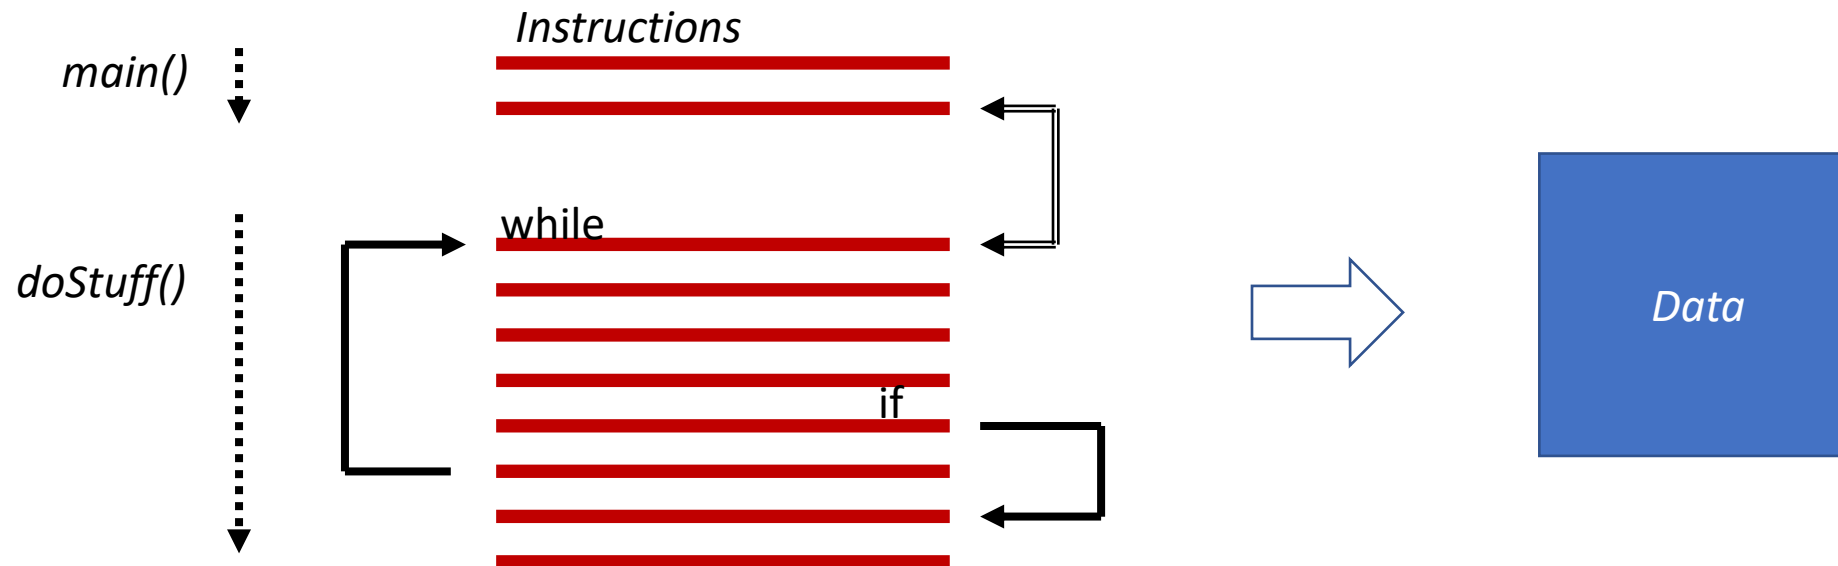 Instructions
main()
while
doStuff()
Data
if